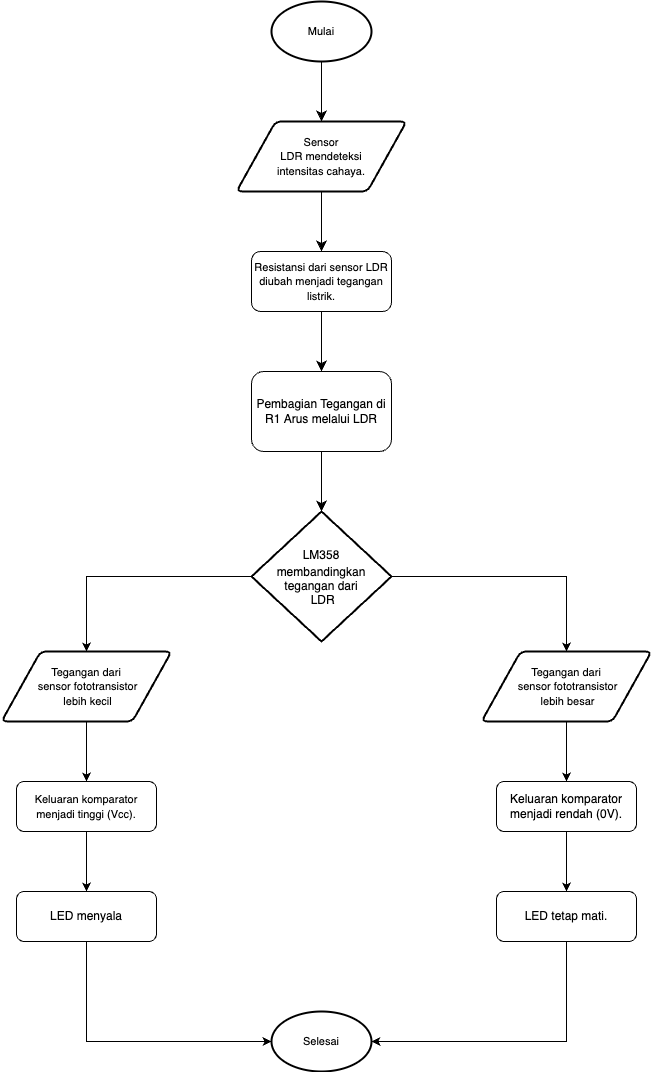 Mulai
Sensor
LDR mendeteksi
intensitas cahaya.
Resistansi dari sensor LDR
diubah menjadi tegangan
listrik.
Pembagian Tegangan di
R1 Arus melalui LDR
LM358
membandingkan
tegangan dari
LDR
Tegangan dari
sensor fototransistor
lebih kecil
Tegangan dari
sensor fototransistor
lebih besar
Keluaran komparator
menjadi tinggi (Vcc).
Keluaran komparator
menjadi rendah (0V).
LED menyala
LED tetap mati.
Selesai